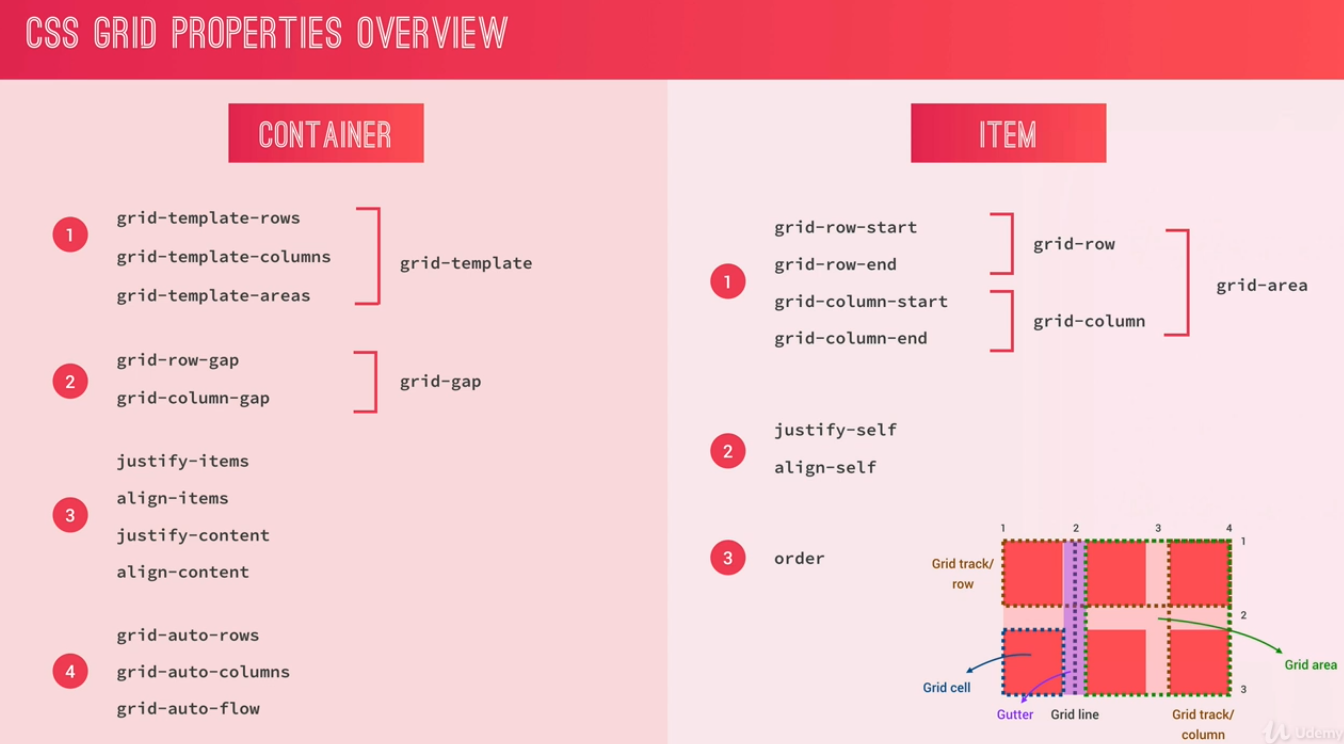 CSS GRID PROPERTIES OVERVIEW
CONTAINER
1
grid-template-rows
grid-template-columns
grid-template-areas
grid-template
2
grid-row-gap
grid-column-gap
grid-gap
3
justify-items
align-items
justify-content
align-content
4
grid-auto-rows
grid-auto-columns
grid-auto-flow
ITEM
1
grid-row-start
grid-row-end
grid-column-start
grid-column-end
grid-row
grid-column
grid-area
2
justify-self
align-self
3
order
1 2 3 4
1
2
3
Grid track/
row
Grid area
Grid cell
Gutter
Grid line
Grid track/
column
Udemy